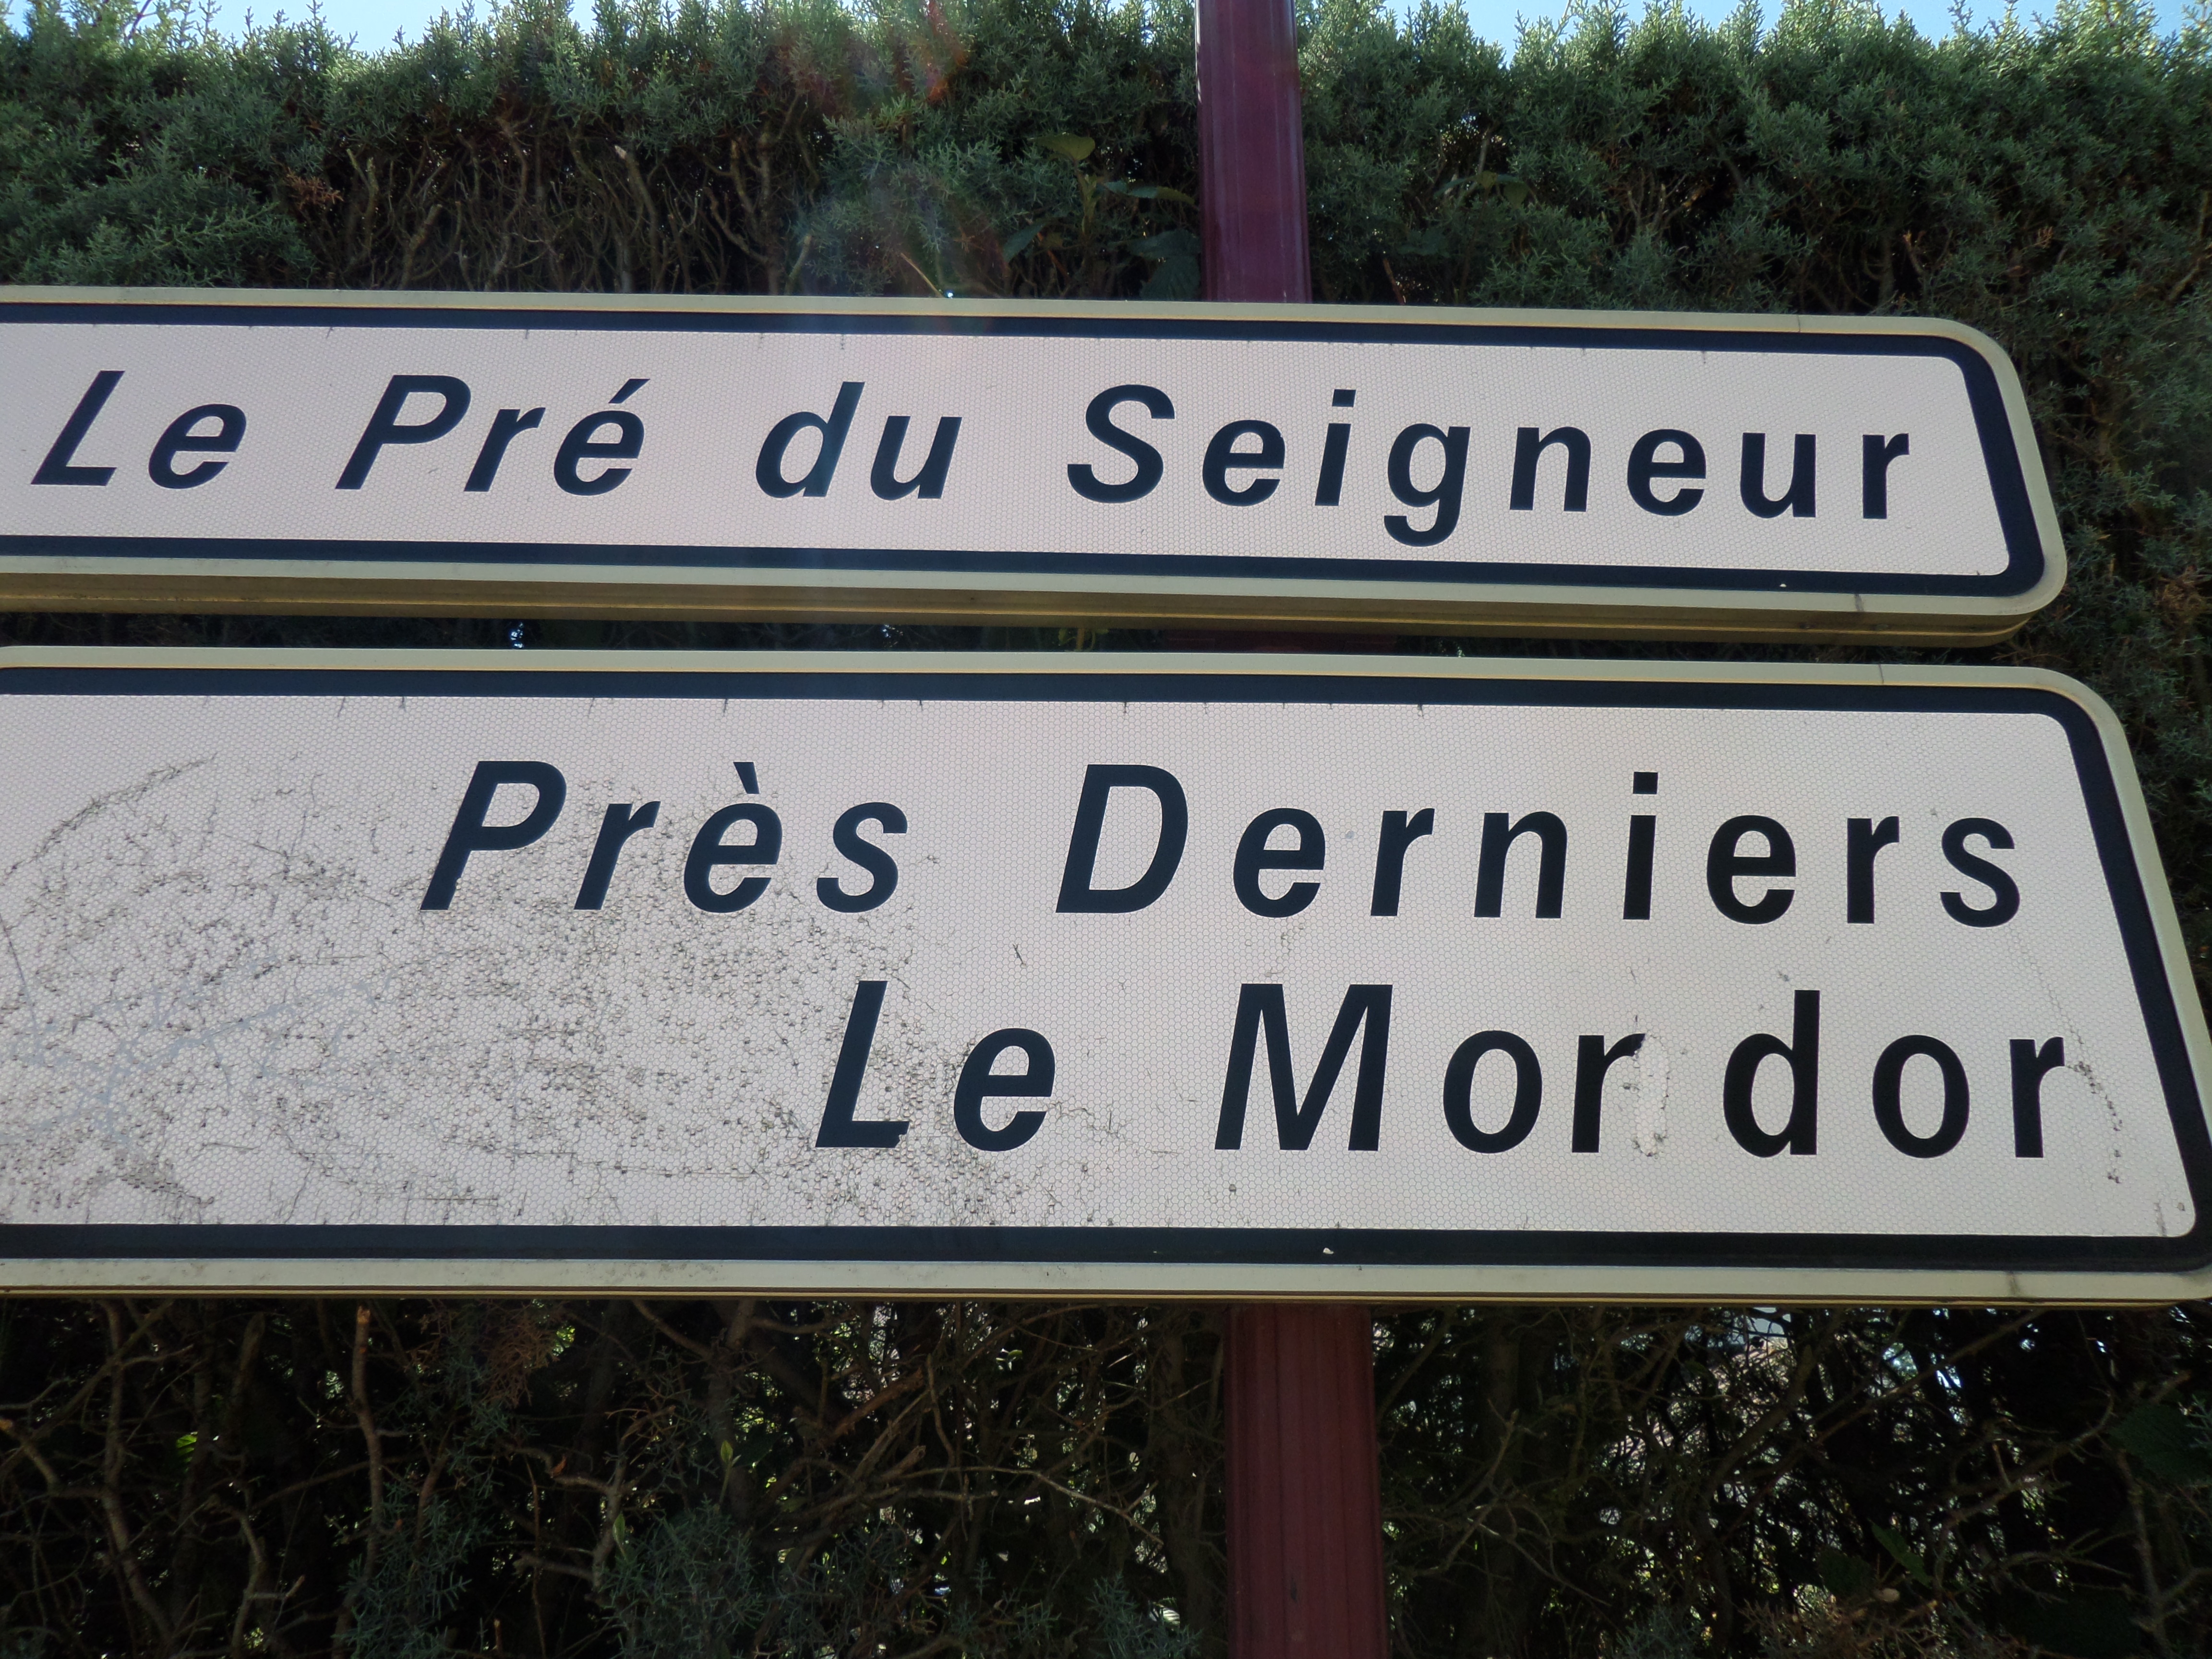 Le Pré du Seigneur
Près Derniers
Le Mordor